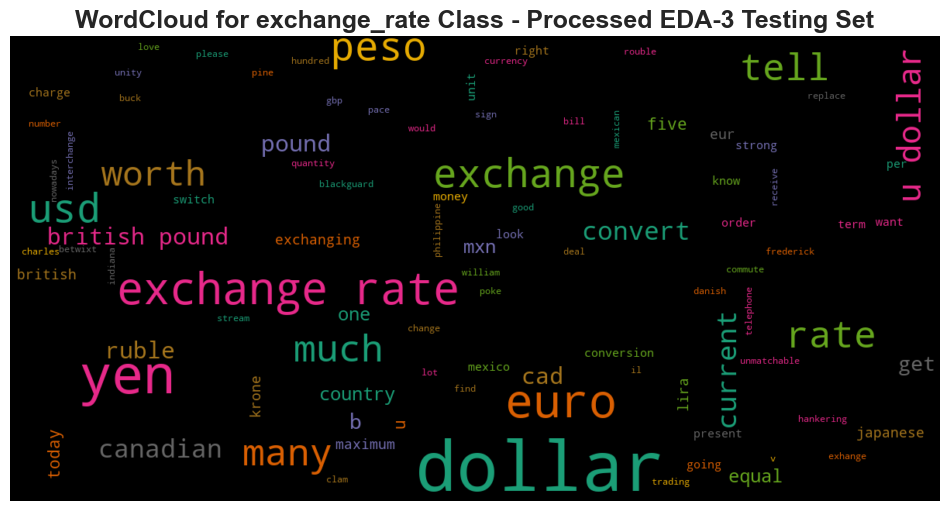 WordCloud for exchange_rate Class - Processed EDA-3 Testing Set
love
please
hundred
peso
right
currency
rouble
tell
u dollar
unity
pine
unit
charge
buck
gbp
pace
sign
replace
number
interchange
would
bill
mexican
five
eur
strong
pound
quantity
per
nowadays
worth
blackguard
exchange
know
receive
usd
switch
money
good
philippine
order
term
want
british pound
exchanging
mxn
look
convert
charles
betwixt
deal
frederick
british
indiana
william
commute
exchange rate
poke
danish
telephone
stream
one
change
current
rate
ruble
much
conversion
yen
lot
mexico
il
unmatchable
get
krone
country
find
cad
lira
euro
b
u
hankering
today
canadian
many
maximum
present
japanese
v
exhange
going
dollar
equal
clam
trading